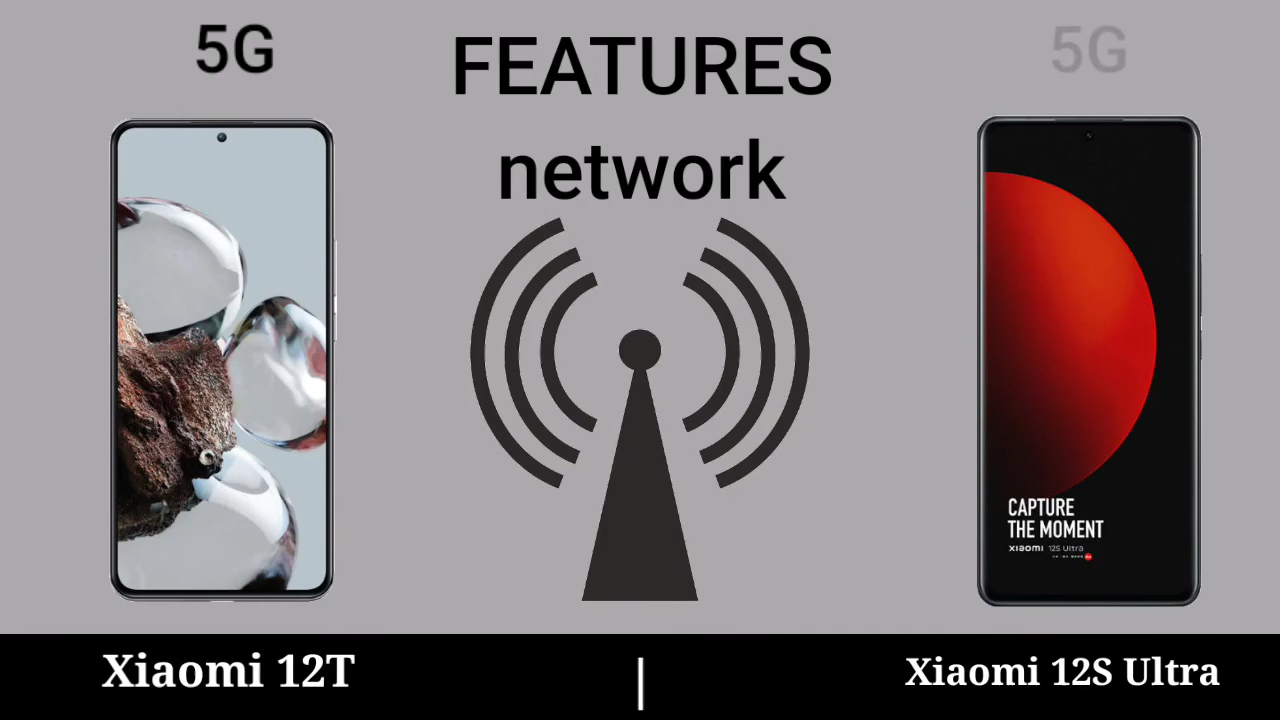 5G
FEATURES
5G
network
CAPTURE
THE MOMENT
xiaomi 12S Ultra
Xiaomi 12T
|
Xiaomi 12S Ultra